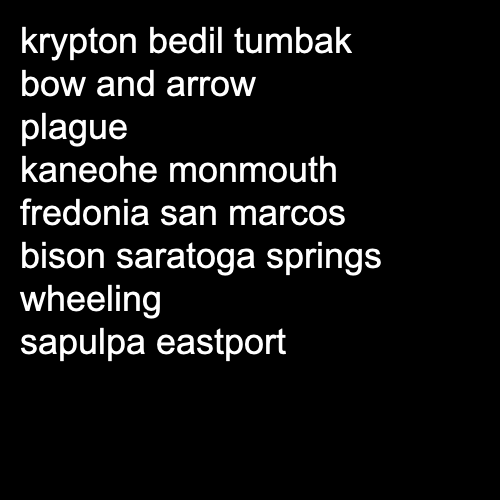 krypton bedil tumbak
bow and arrow
plague
kaneohe monmouth
fredonia san marcos
bison saratoga springs
wheeling
sapulpa eastport